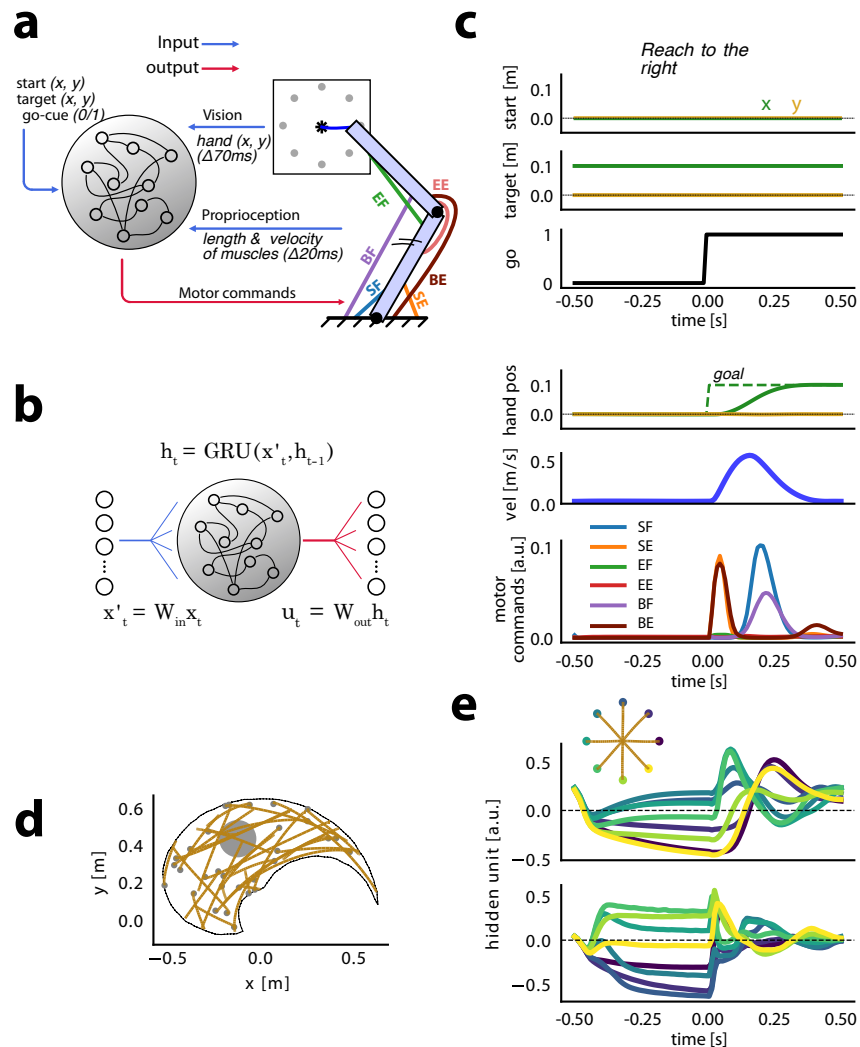 a
Input
output
start (x, y)
target (x, y)
go-cue (0/1)
Vision
hand (x, y)
(Δ70ms)
Proprioception
length & velocity
of muscles (Δ20ms)
Motor commands
EF
EE
BF
BE
SF
SE
b
h_t = GRU(x'_t,h_{t-1})
x'_t = W_in x_t
u_t = W_out h_t
c
Reach to the
right
start [m]
0.1
0.0
x y
target [m]
0.1
0.0
go
1
0
-0.50 -0.25 0.00 0.25 0.50
time [s]
hand pos
0.1
0.0
goal
vel [m/s]
0.5
0.0
motor
commands [a.u.]
0.1
0.0
SF
SE
EF
EE
BF
BE
-0.50 -0.25 0.00 0.25 0.50
time [s]
d
y [m]
0.6
0.4
0.2
0.0
−0.5 0.0 0.5
x [m]
e
hidden unit [a.u.]
0.5
0.0
−0.5
0.5
0.0
−0.5
-0.50 -0.25 0.00 0.25 0.50
time [s]